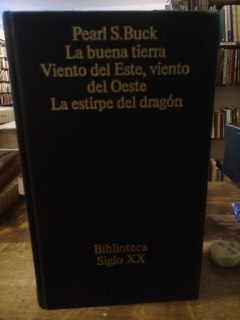 Pearl S.Buck
La buena tierra
Viento del Este, viento
del Oeste
La estirpe del dragón
Biblioteca
Siglo XX